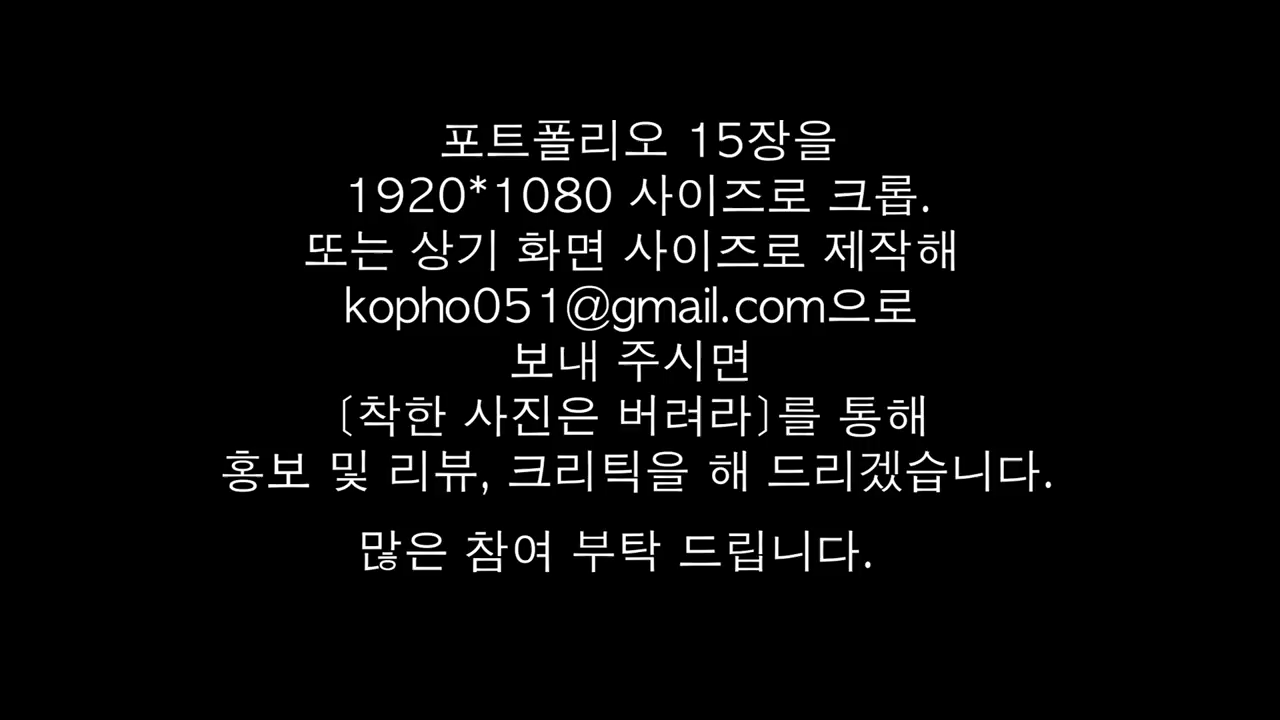 포트폴리오 15장을
1920*1080 사이즈로 크롭.
또는 상기 화면 사이즈로 제작해
kopho051@gmail.com으로
보내 주시면
〔착한 사진은 버려라〕를 통해
홍보 및 리뷰, 크리틱을 해 드리겠습니다.
많은 참여 부탁 드립니다.